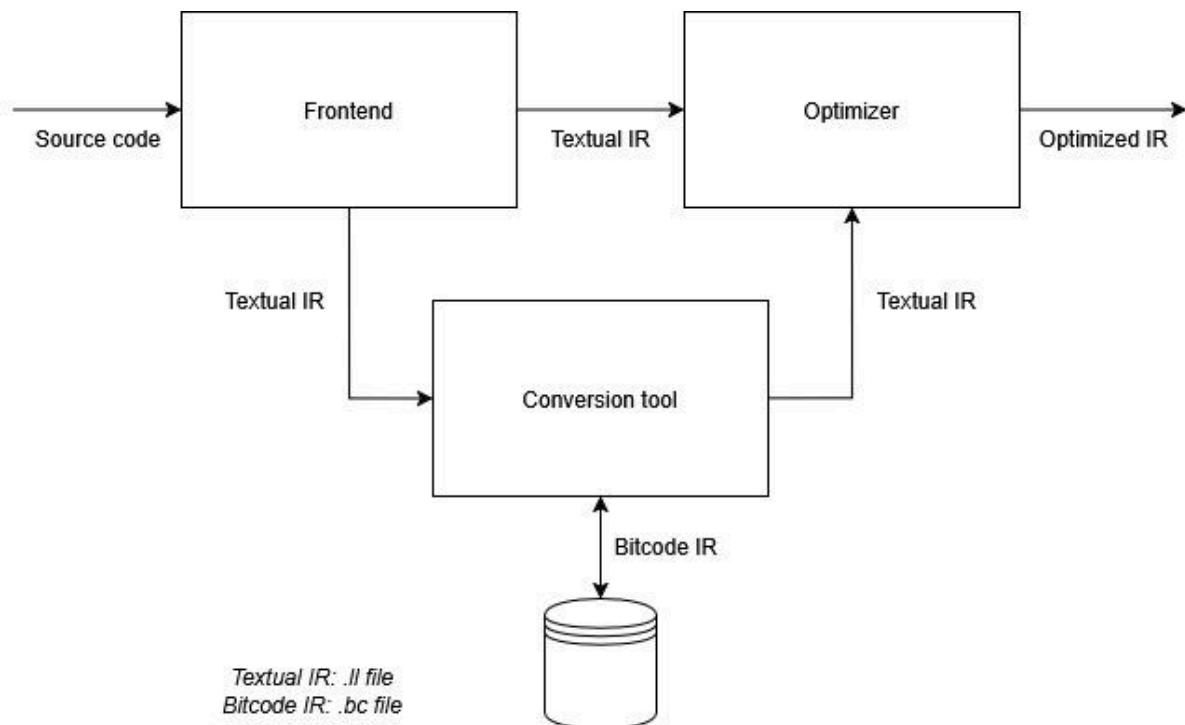 Frontend
Optimizer
Source code
Textual IR
Optimized IR
Textual IR
Textual IR
Conversion tool
Bitcode IR
Textual IR: .ll file
Bitcode IR: .bc file